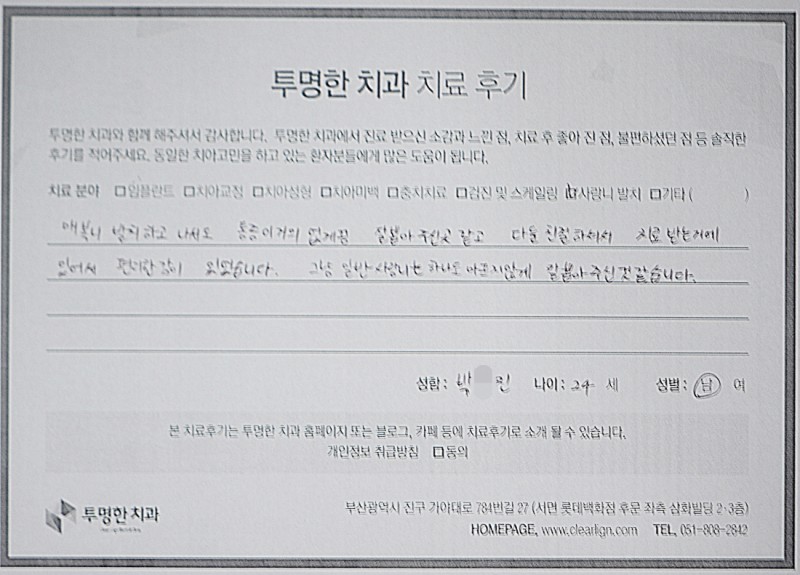 투명한 치과 치료 후기
투명한 치과와 함께 해주셔서 감사합니다. 투명한 치과에서 진료 받으신 소감과 느낀 점, 치료 후 좋아 진 점, 불편하셨던 점 등 솔직한
후기를 적어주세요. 동일한 치아고민을 하고 있는 환자분들에게 많은 도움이 됩니다.
치료 분야 □임플란트 □치아교정 □치아성형 □치아미백 □충치치료 □검진 및 스케일링 ☑사랑니 발치 □기타 ( )
매복니 발치하고 나서도 통증이거의 없게끔 잘뽑아 주신것 같고 다들 친절하셔서 치료 받는거에
있어서 편안한 감이 있었습니다. 그냥 일반 사랑니는 하나도 아프지않게 잘뽑아주신것같습니다.
성함: 박 진 나이: 24 세 성별: 남 여
본 치료후기는 투명한 치과 홈페이지 또는 블로그, 카페 등에 치료후기로 소개 될 수 있습니다.
개인정보 취급방침 □동의
투명한 치과
부산광역시 진구 가야대로 784번길 27 (서면 롯데백화점 후문 좌측 삼화빌딩 2·3층)
HOMEPAGE. www.clearlign.com TEL. 051-808-2842